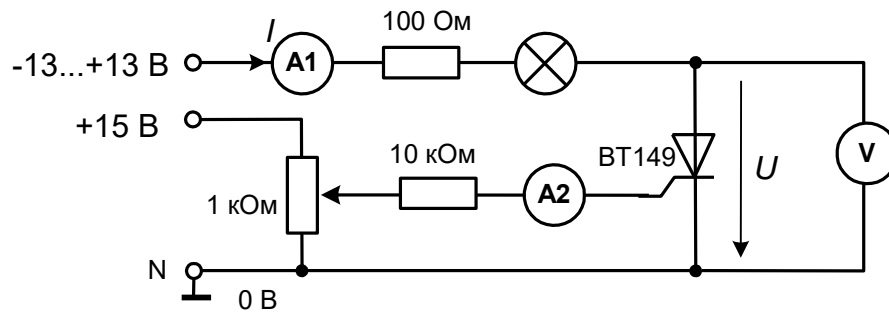 I
100 Ом
-13...+13 В
A1
+15 В
10 кОм
BT149
V
1 кОм
A2
U
N
0 В